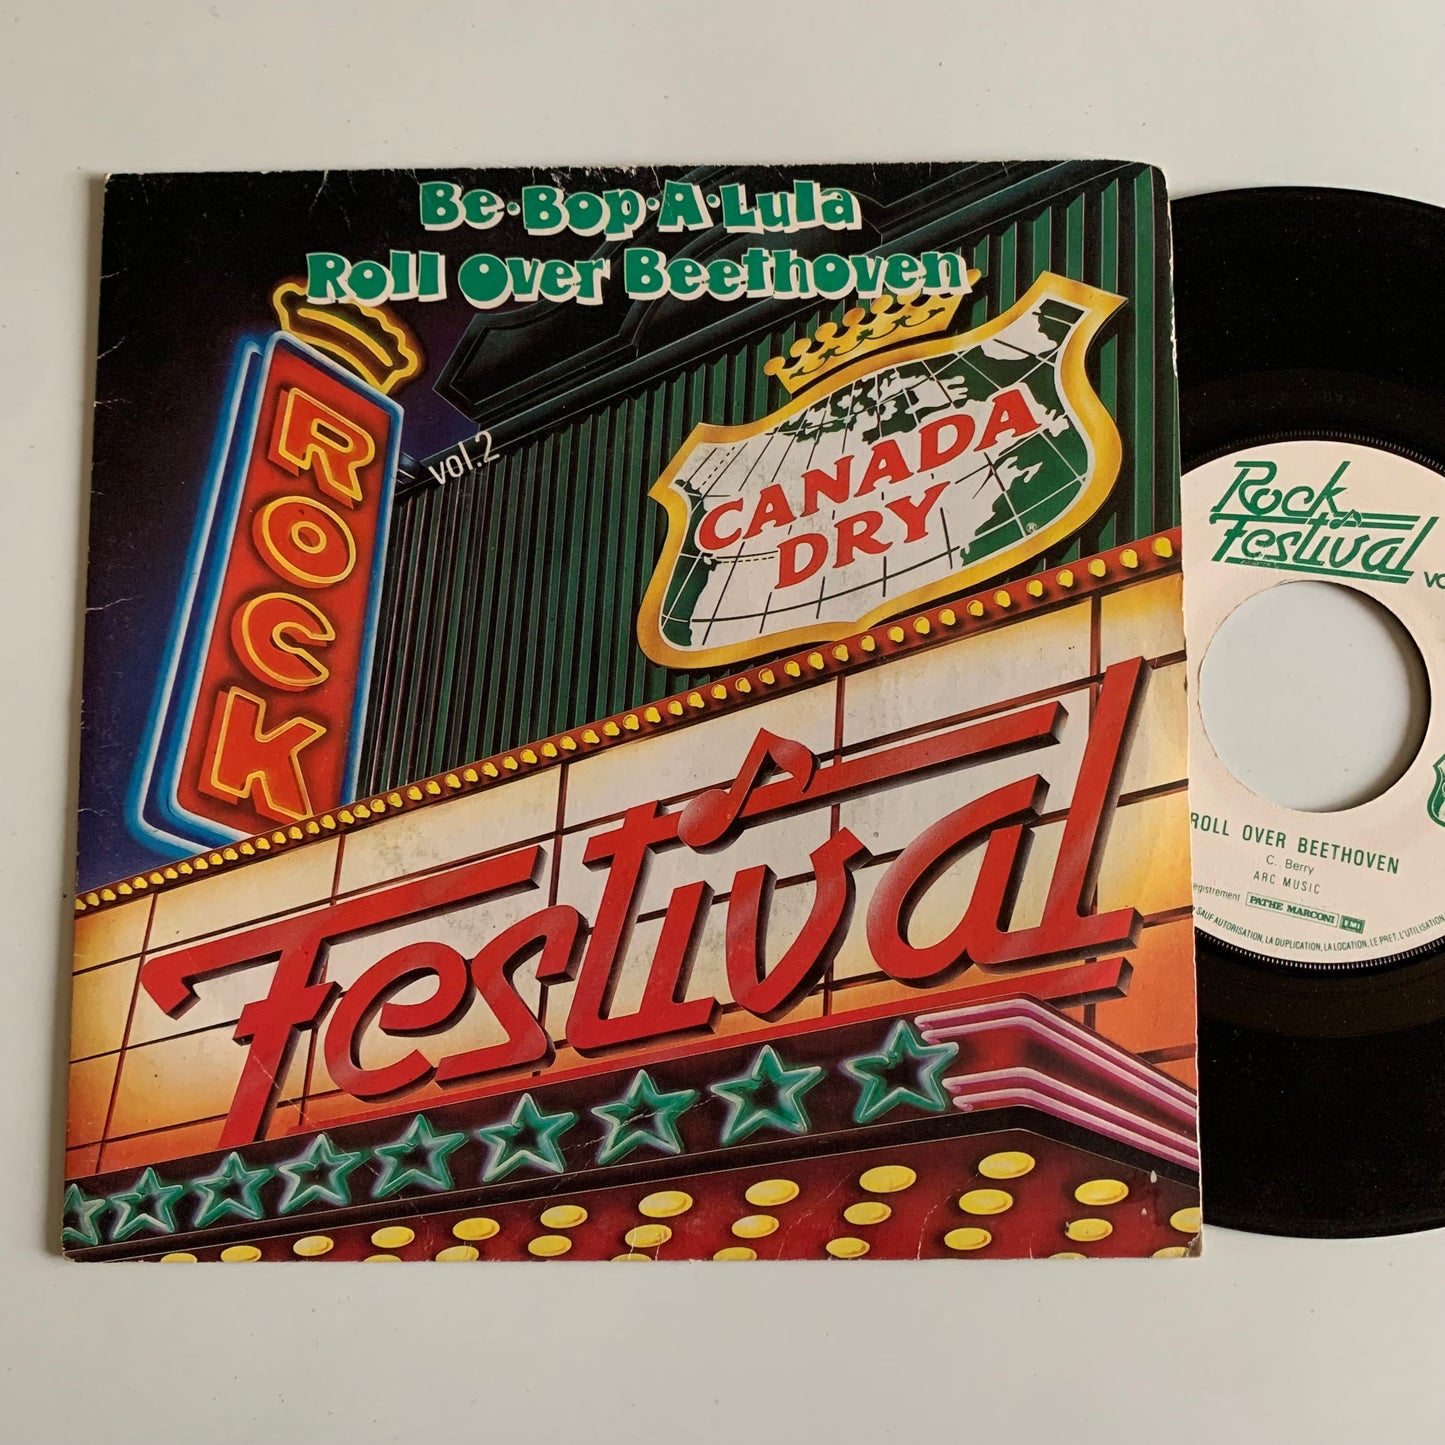 Be·Bop·A·Lula
Roll Over Beethoven
ROCK
vol.2
CANADA
DRY
®
Festival
Rock
Festival
ROLL OVER BEETHOVEN
C. Berry
ARC MUSIC
PATHE MARCONI EMI
SAUF AUTORISATION, LA DUPLICATION, LA LOCATION, LE PRET, L'UTILISATION